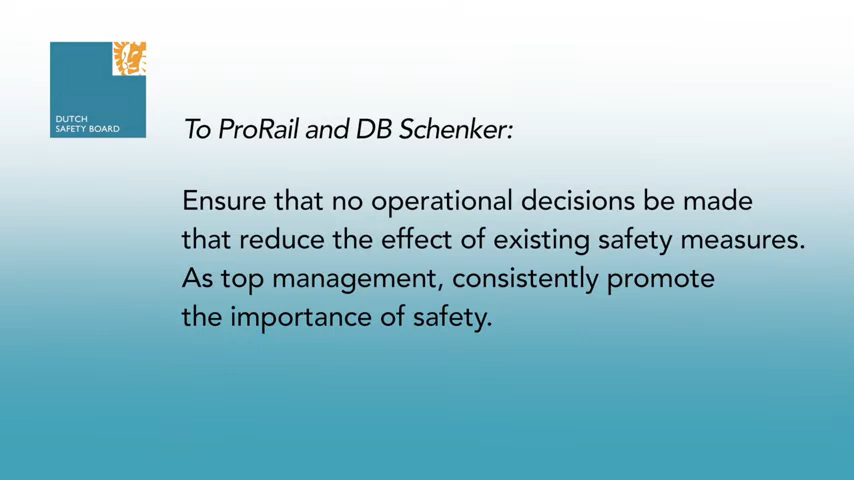 DUTCH
SAFETY BOARD
To ProRail and DB Schenker:
Ensure that no operational decisions be made
that reduce the effect of existing safety measures.
As top management, consistently promote
the importance of safety.